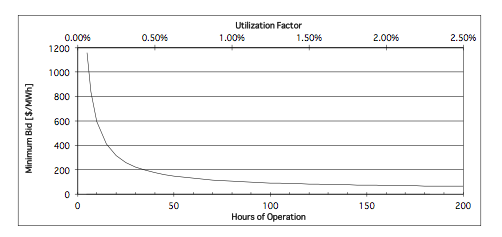 Utilization Factor
0.00% 0.50% 1.00% 1.50% 2.00% 2.50%
1200
1000
800
600
400
200
0
Minimum Bid [$/MWh]
0 50 100 150 200
Hours of Operation